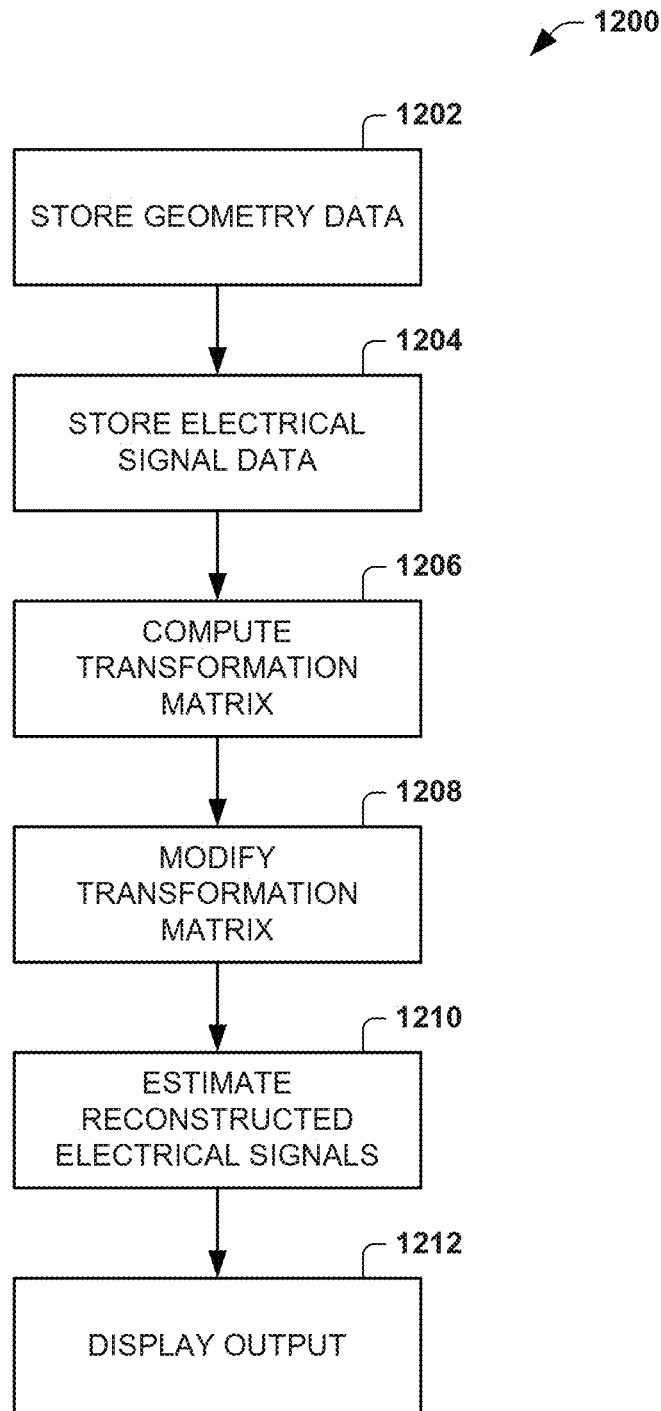 1200
1202
STORE GEOMETRY DATA
1204
STORE ELECTRICAL
SIGNAL DATA
1206
COMPUTE
TRANSFORMATION
MATRIX
1208
MODIFY
TRANSFORMATION
MATRIX
1210
ESTIMATE
RECONSTRUCTED
ELECTRICAL SIGNALS
1212
DISPLAY OUTPUT